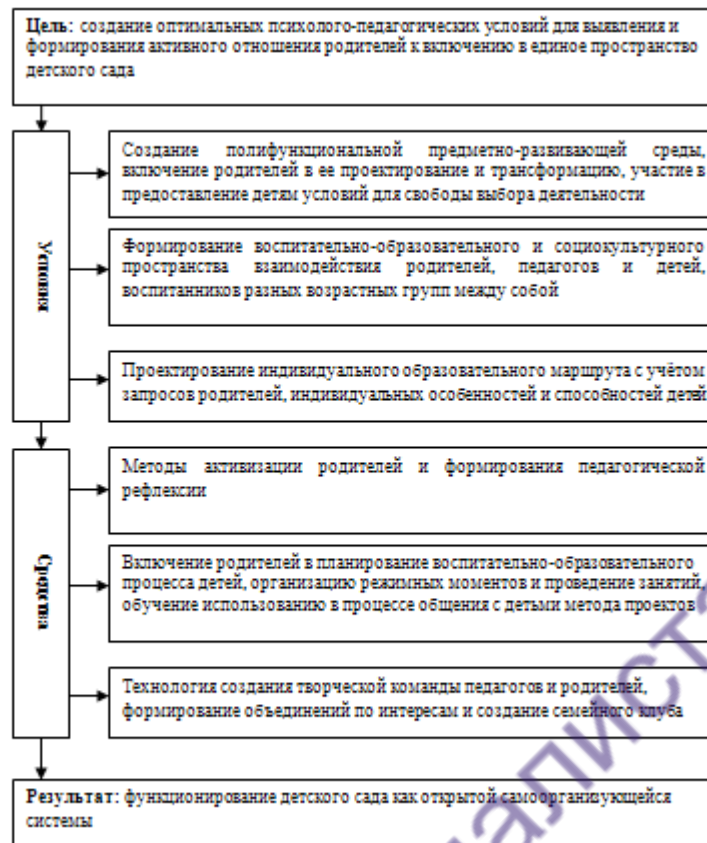 Цель: создание оптимальных психолого-педагогических условий для выявления и
формирования активного отношения родителей к включению в единое пространство
детского сада
Условия
Создание полифункциональной предметно-развивающей среды,
включение родителей в ее проектирование и трансформацию, участие в
предоставление детям условий для свободы выбора деятельности
Формирование воспитательно-образовательного и социокультурного
пространства взаимодействия родителей, педагогов и детей,
воспитанников разных возрастных групп между собой
Проектирование индивидуального образовательного маршрута с учётом
запросов родителей, индивидуальных особенностей и способностей детей
Средства
Методы активизации родителей и формирования педагогической
рефлексии
Включение родителей в планирование воспитательно-образовательного
процесса детей, организацию режимных моментов и проведение занятий,
обучение использованию в процессе общения с детьми метода проектов
Технология создания творческой команды педагогов и родителей,
формирование объединений по интересам и создание семейного клуба
Результат: функционирование детского сада как открытой самоорганизующейся
системы